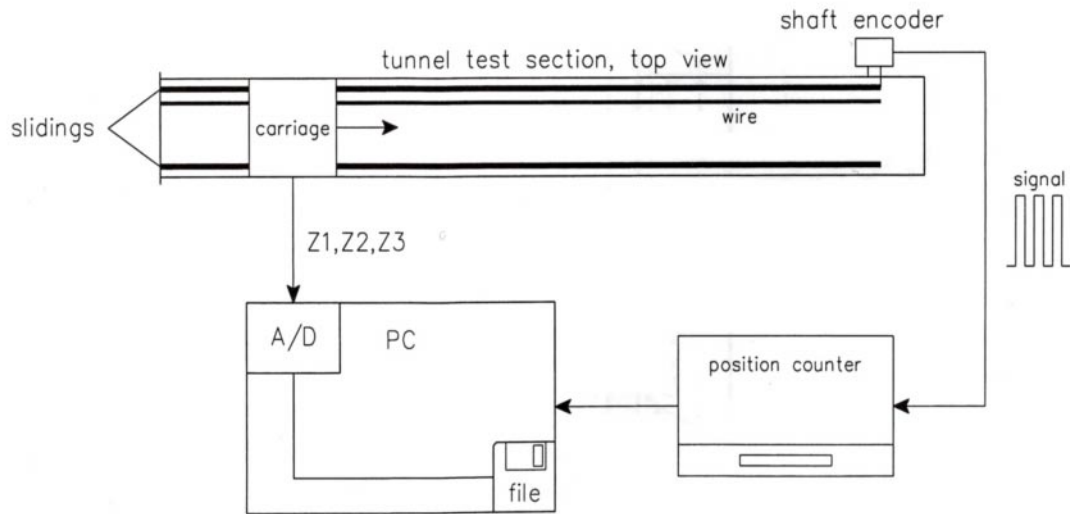 shaft encoder
tunnel test section, top view
slidings
carriage
wire
signal
Z1,Z2,Z3
A/D
PC
position counter
file